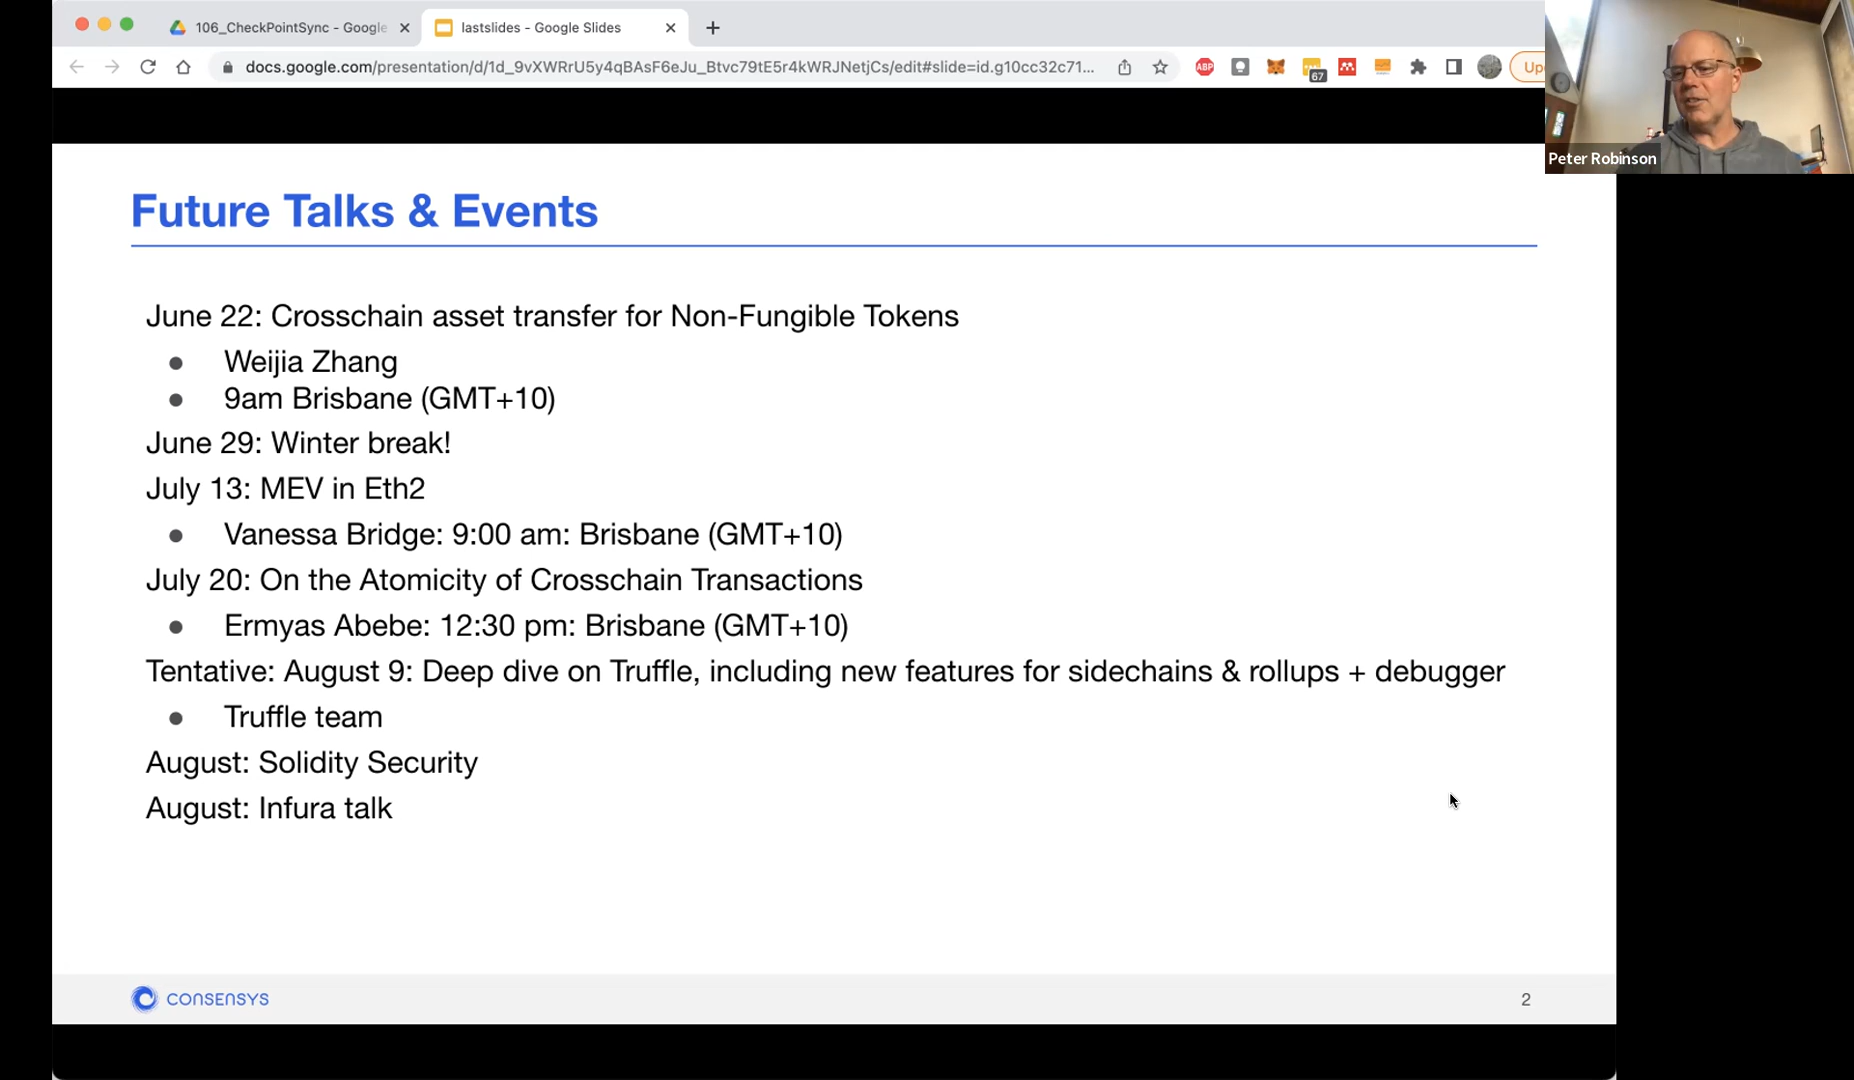 106_CheckPointSync - Google
lastslides - Google Slides
docs.google.com/presentation/d/1d_9vXWRrU5y4qBAsF6eJu_Btvc79tE5r4kWRJNetjCs/edit#slide=id.g10cc32c71...
ABP
67
Up
Peter Robinson
Future Talks & Events
June 22: Crosschain asset transfer for Non-Fungible Tokens
● Weijia Zhang
● 9am Brisbane (GMT+10)
June 29: Winter break!
July 13: MEV in Eth2
● Vanessa Bridge: 9:00 am: Brisbane (GMT+10)
July 20: On the Atomicity of Crosschain Transactions
● Ermyas Abebe: 12:30 pm: Brisbane (GMT+10)
Tentative: August 9: Deep dive on Truffle, including new features for sidechains & rollups + debugger
● Truffle team
August: Solidity Security
August: Infura talk
CONSENSYS
2